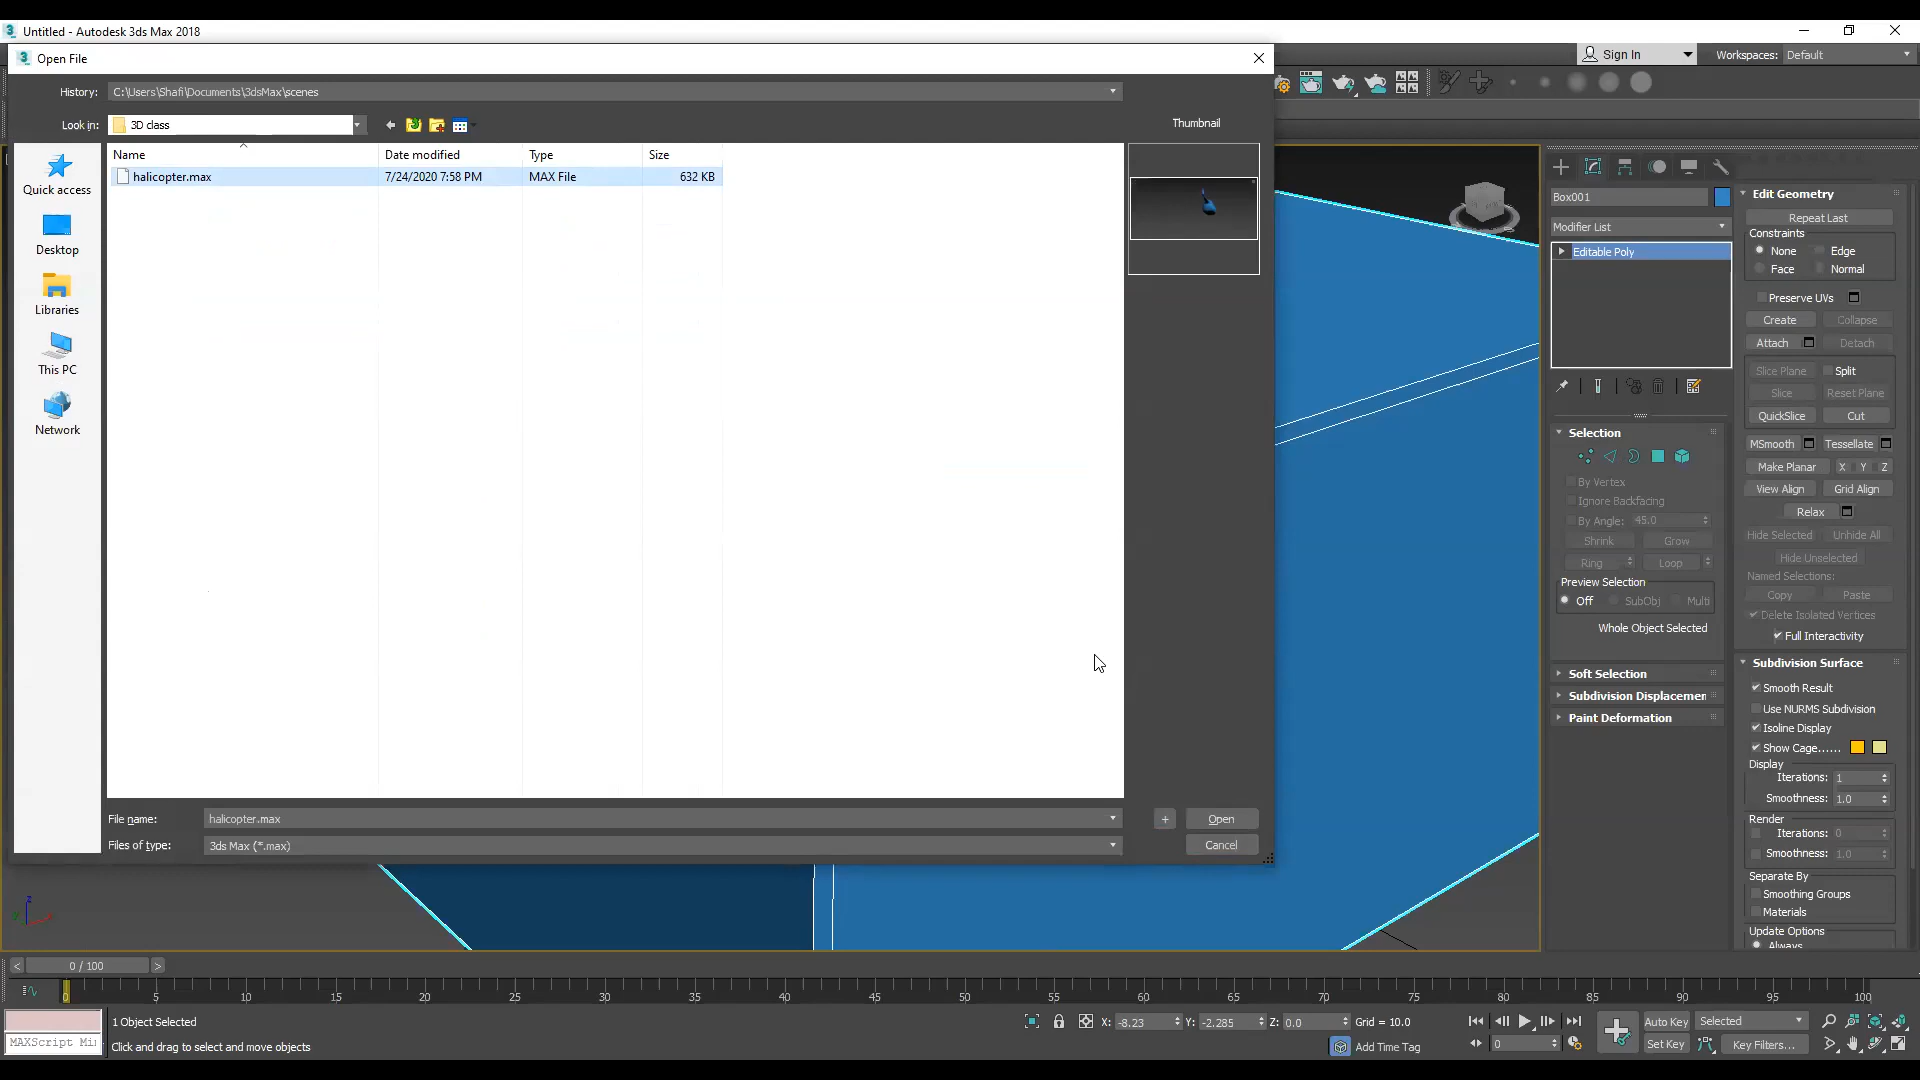 Untitled - Autodesk 3ds Max 2018
Open File
Sign In
Workspaces: Default
History: C:\Users\Shafi\Documents\3dsMax\scenes
Look in: 3D class
Thumbnail
Name Date modified Type Size
halicopter.max 7/24/2020 7:58 PM MAX File 632 KB
Quick access
Desktop
Libraries
This PC
Network
File name: halicopter.max
Open
Files of type: 3ds Max (*.max)
Cancel
Box001
Modifier List
Editable Poly
Selection
By Vertex
Ignore Backfacing
By Angle: 45.0
Shrink Grow
Ring Loop
Preview Selection
Off SubObj Multi
Whole Object Selected
Soft Selection
Subdivision Displacemen
Paint Deformation
Edit Geometry
Repeat Last
Constraints
None Edge
Face Normal
Preserve UVs
Create Collapse
Attach Detach
Slice Plane Split
Slice Reset Plane
QuickSlice Cut
MSmooth Tessellate
Make Planar X Y Z
View Align Grid Align
Relax
Hide Selected Unhide All
Hide Unselected
Named Selections:
Copy Paste
Delete Isolated Vertices
Full Interactivity
Subdivision Surface
Smooth Result
Use NURMS Subdivision
Isoline Display
Show Cage......
Display
Iterations: 1
Smoothness: 1.0
Render
Iterations: 0
Smoothness: 1.0
Separate By
Smoothing Groups
Materials
Update Options
Always
z
y
< 0 / 100 >
0 5 10 15 20 25 30 35 40 45 50 55 60 65 70 75 80 85 90 95 100
1 Object Selected
X: -8.23 Y: -2.285 Z: 0.0 Grid = 10.0
Auto Key Selected
MAXScript Mi
Click and drag to select and move objects
Add Time Tag
0
Set Key Key Filters...